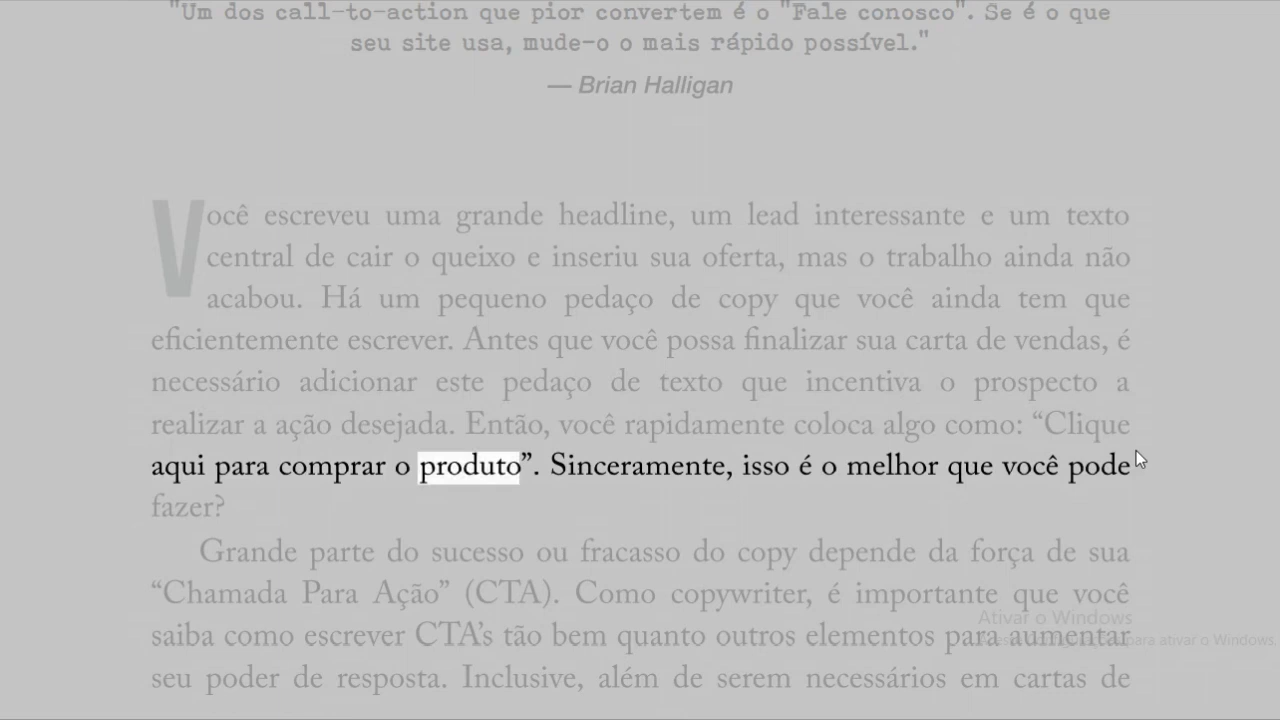 "Um dos call-to-action que pior convertem é o "Fale conosco". Se é o que
seu site usa, mude-o o mais rápido possível."
— Brian Halligan
Você escreveu uma grande headline, um lead interessante e um texto
central de cair o queixo e inseriu sua oferta, mas o trabalho ainda não
acabou. Há um pequeno pedaço de copy que você ainda tem que
eficientemente escrever. Antes que você possa finalizar sua carta de vendas, é
necessário adicionar este pedaço de texto que incentiva o prospecto a
realizar a ação desejada. Então, você rapidamente coloca algo como: “Clique
aqui para comprar o produto”. Sinceramente, isso é o melhor que você pode
fazer?
Grande parte do sucesso ou fracasso do copy depende da força de sua
“Chamada Para Ação” (CTA). Como copywriter, é importante que você
Ativar o Windows
saiba como escrever CTA’s tão bem quanto outros elementos para aumentar
para ativar o Windows.
seu poder de resposta. Inclusive, além de serem necessários em cartas de